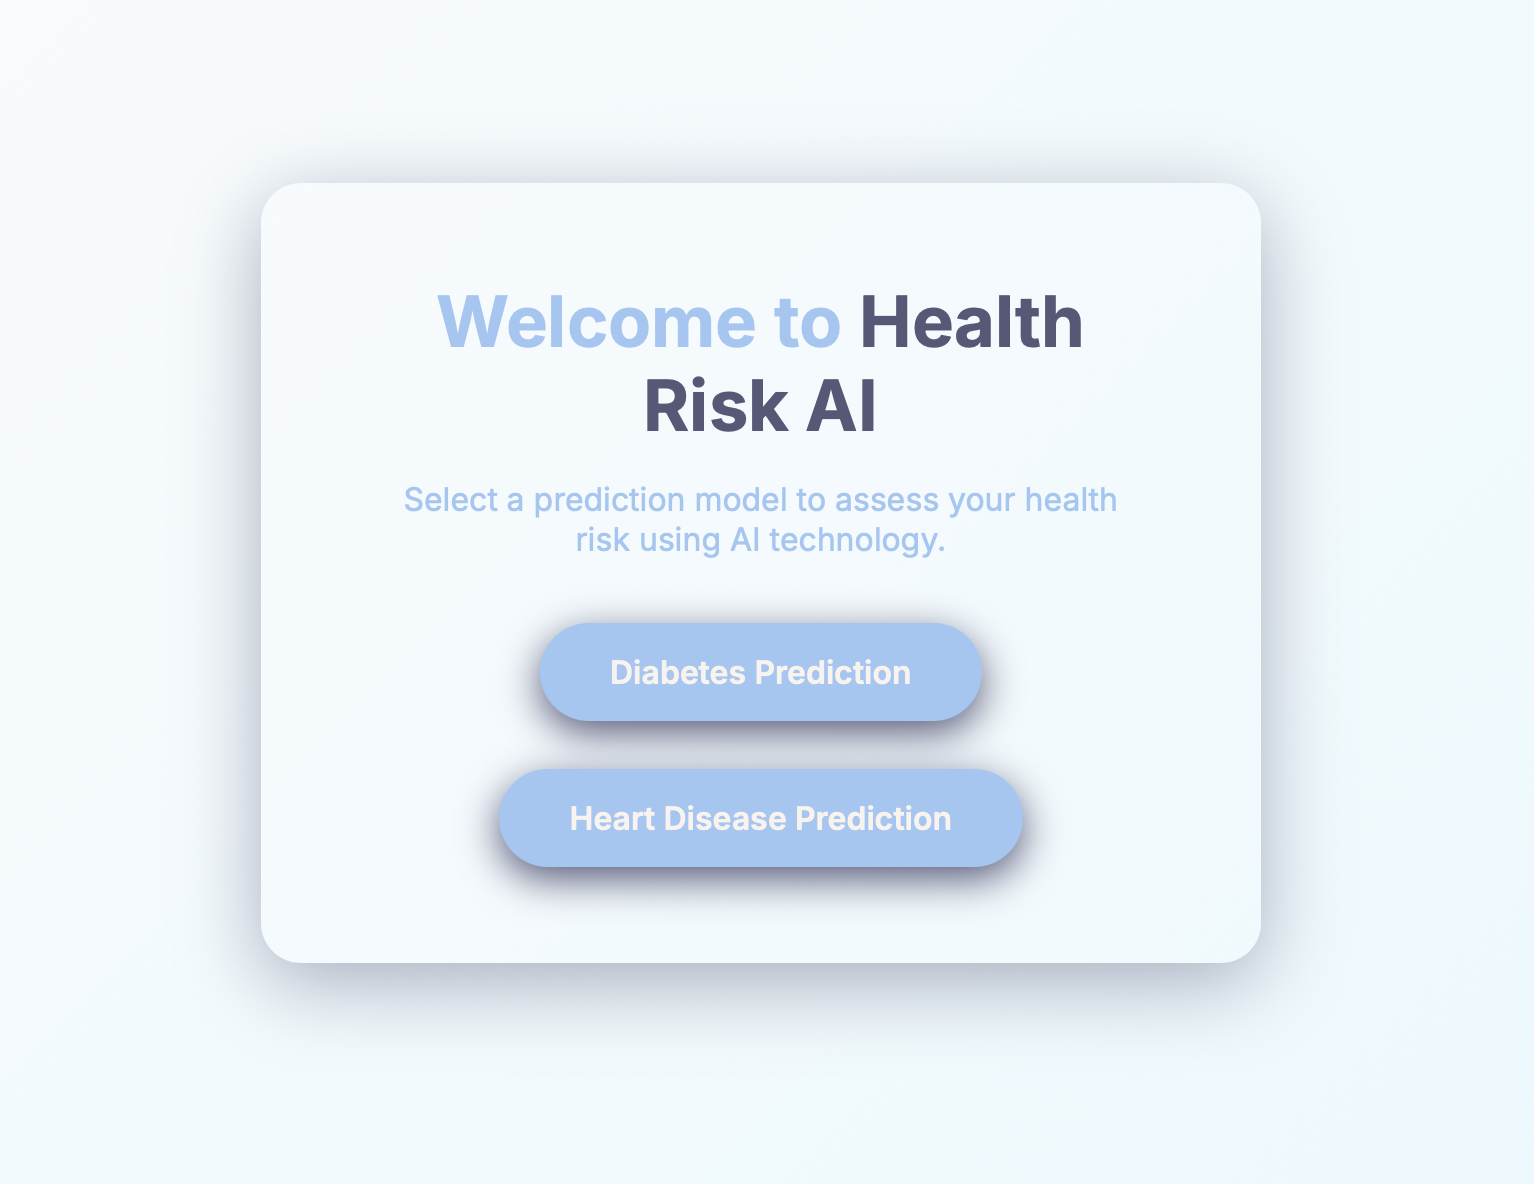 Welcome to Health
Risk AI
Select a prediction model to assess your health
risk using AI technology.
Diabetes Prediction
Heart Disease Prediction